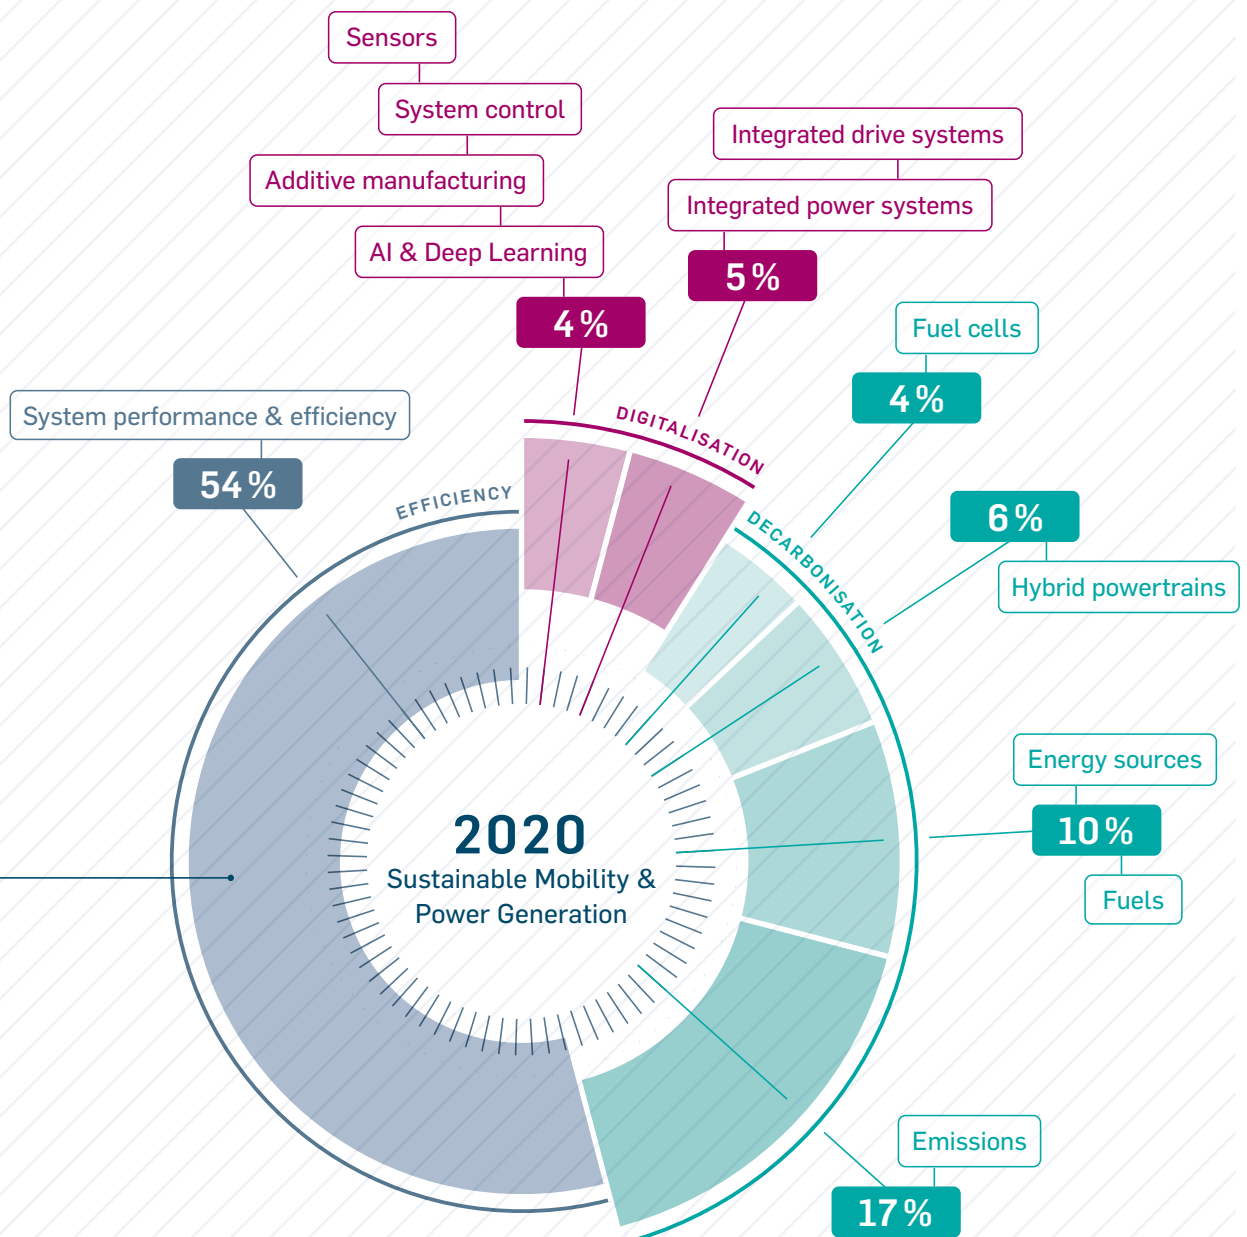 Sensors
System control
Additive manufacturing
AI & Deep Learning
4 %
Integrated drive systems
Integrated power systems
5 %
Fuel cells
4 %
6 %
Hybrid powertrains
System performance & efficiency
54 %
EFFICIENCY
DIGITALISATION
DECARBONISATION
Energy sources
10 %
Fuels
2020
Sustainable Mobility &
Power Generation
Emissions
17 %